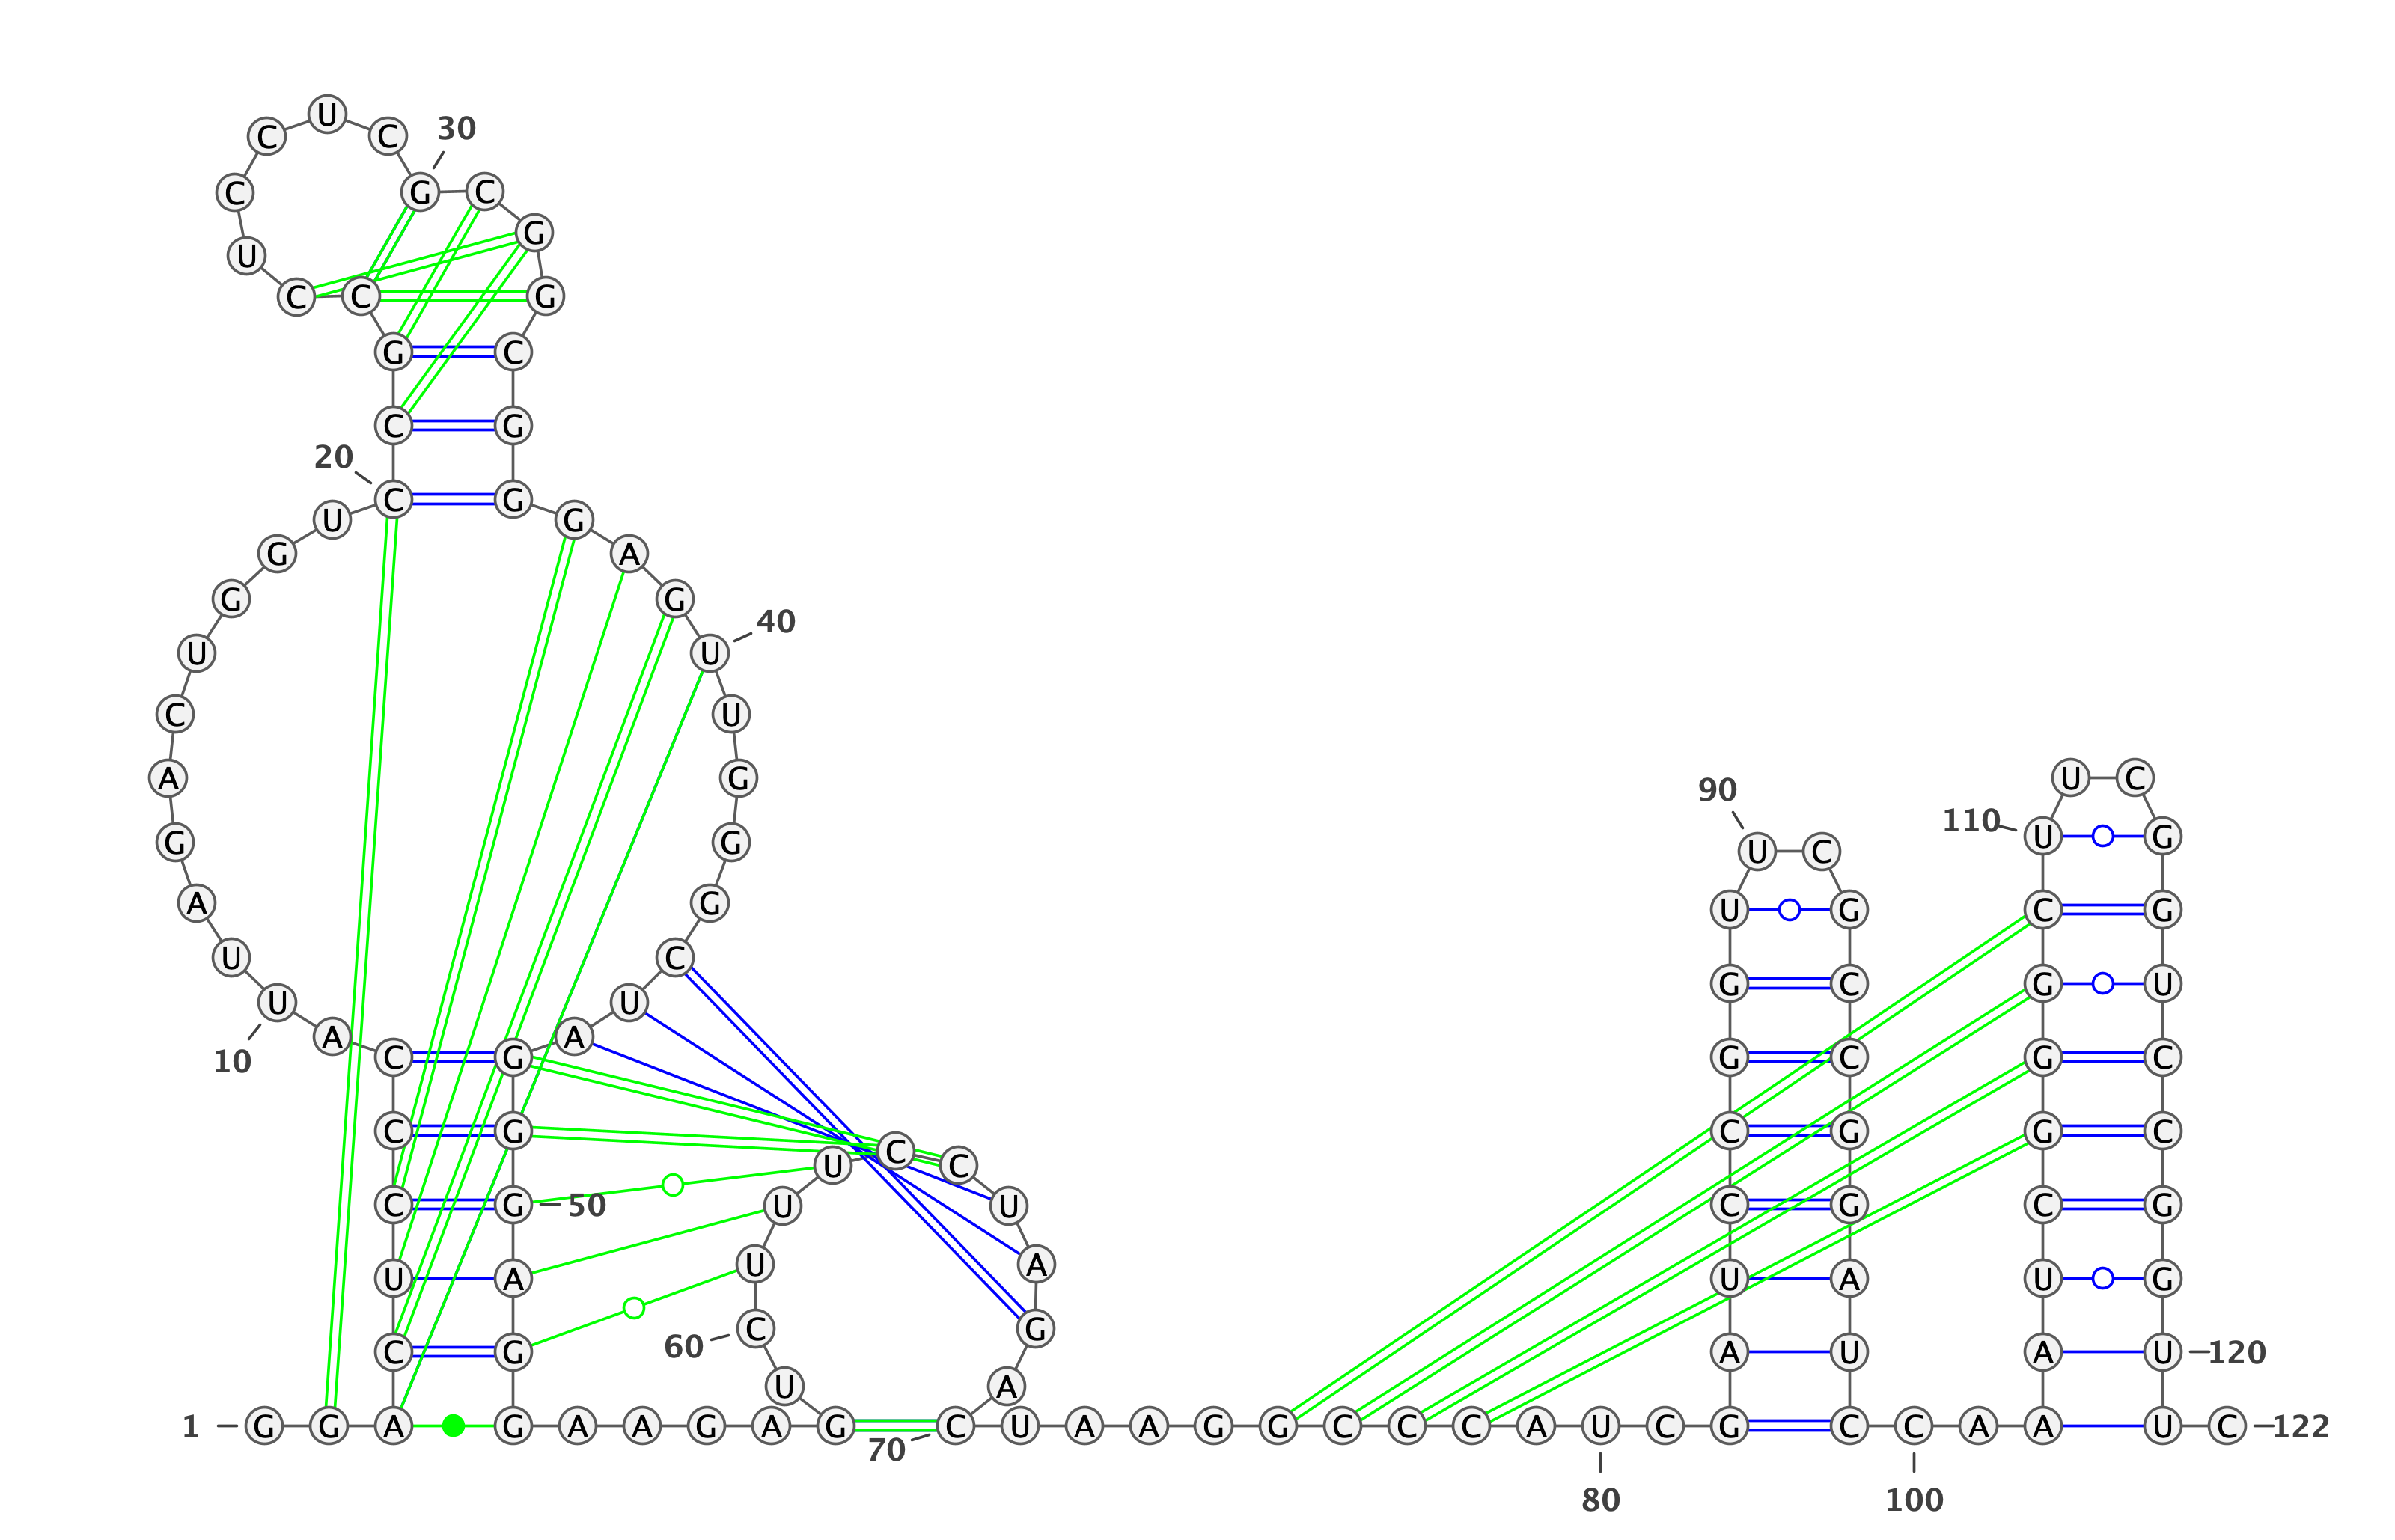 U
30
C C
C G C
G
U
C C G
G C
C G
20
C G
U G
G A
G G
40
U U
C U
A G U C
90
110
U G
G G
U C
A G U G C G
U C
G C G U
U U
A A
C G G C G C
10
C G C G G C
C
U C
C G 50 U U C G C G
U A
U A U A U G
C G
60
C G A U A U 120
U A
1 G G A G A A G A G C U A A G G C C C A U C G C C A A U C 122
70
80 100